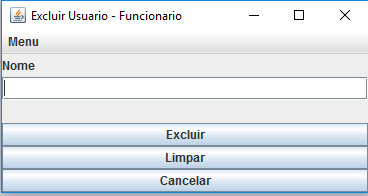 Excluir Usuario - Funcionario
Menu
Nome
Excluir
Limpar
Cancelar